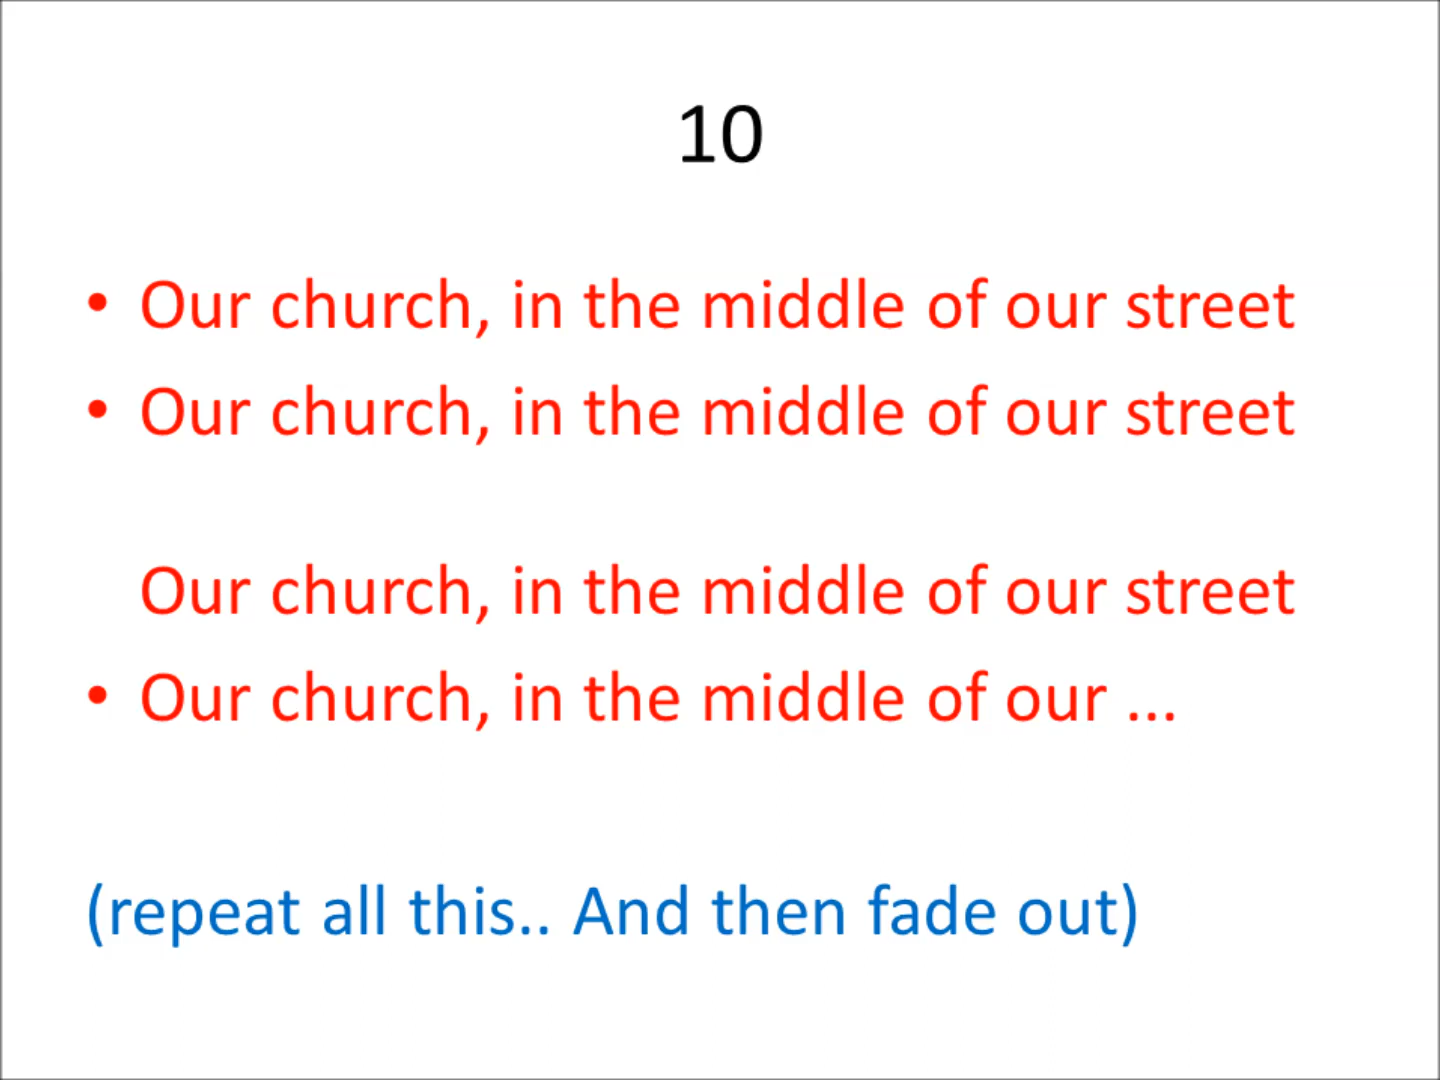 10
• Our church, in the middle of our street
• Our church, in the middle of our street
Our church, in the middle of our street
• Our church, in the middle of our ...
(repeat all this.. And then fade out)